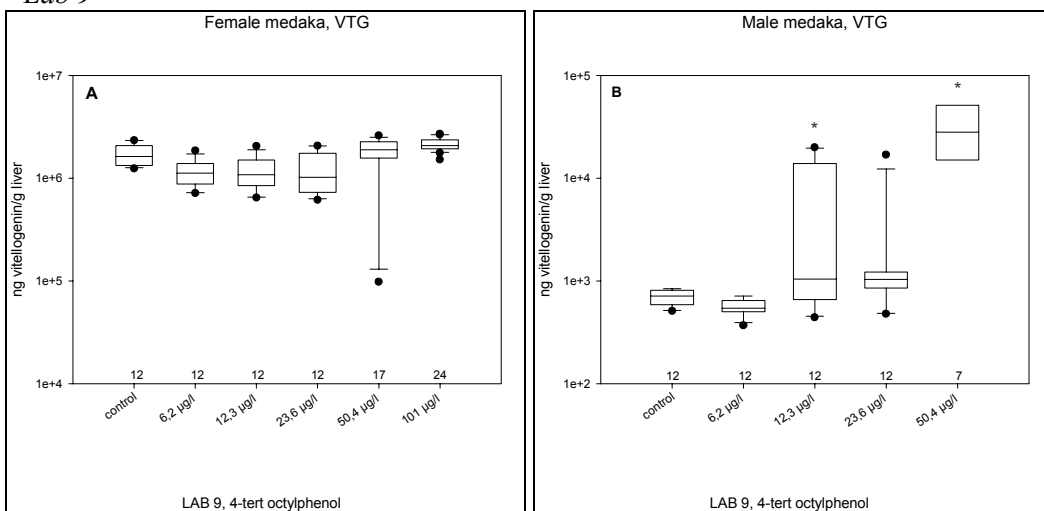 Lab 9
Female medaka, VTG
A
1e+7
1e+6
1e+5
1e+4
ng vitellogenin/g liver
12 12 12 12 17 24
control 6,2 µg/l 12,3 µg/l 23,6 µg/l 50,4 µg/l 101 µg/l
LAB 9, 4-tert octylphenol
Male medaka, VTG
B
1e+5
1e+4
1e+3
1e+2
ng vitellogenin/g liver
* *
12 12 12 12 7
control 6,2 µg/l 12,3 µg/l 23,6 µg/l 50,4 µg/l
LAB 9, 4-tert octylphenol